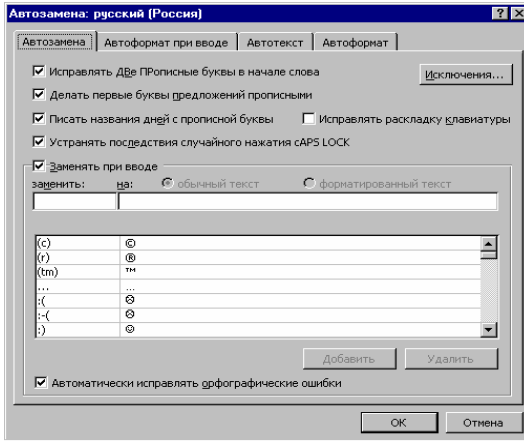 Автозамена: русский (Россия)
Автозамена Автоформат при вводе Автотекст Автоформат
Исправлять ДВе ПРописные буквы в начале слова
Исключения...
Делать первые буквы предложений прописными
Писать названия дней с прописной буквы Исправлять раскладку клавиатуры
Устранять последствия случайного нажатия cAPS LOCK
Заменять при вводе
заменить: на: обычный текст форматированный текст
(c) ©
(r) ®
(tm) ™
... ...
:( ☹
:-( ☹
:) ☺
Добавить Удалить
Автоматически исправлять орфографические ошибки
OK Отмена